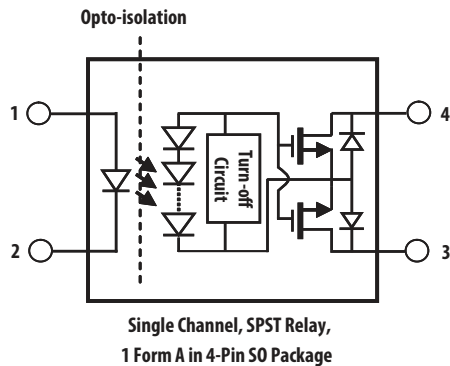 Opto-isolation
1
4
Turn-off
Circuit
2
3
Single Channel, SPST Relay,
1 Form A in 4-Pin SO Package